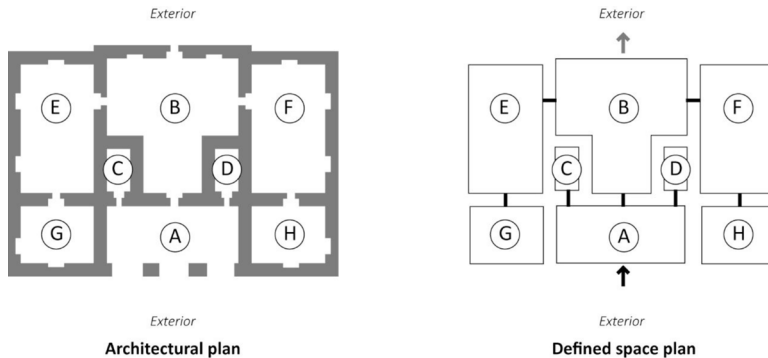 Exterior
E
B
F
C
D
G
A
H
Exterior
Architectural plan
Exterior
E
B
F
C
D
G
A
H
Exterior
Defined space plan